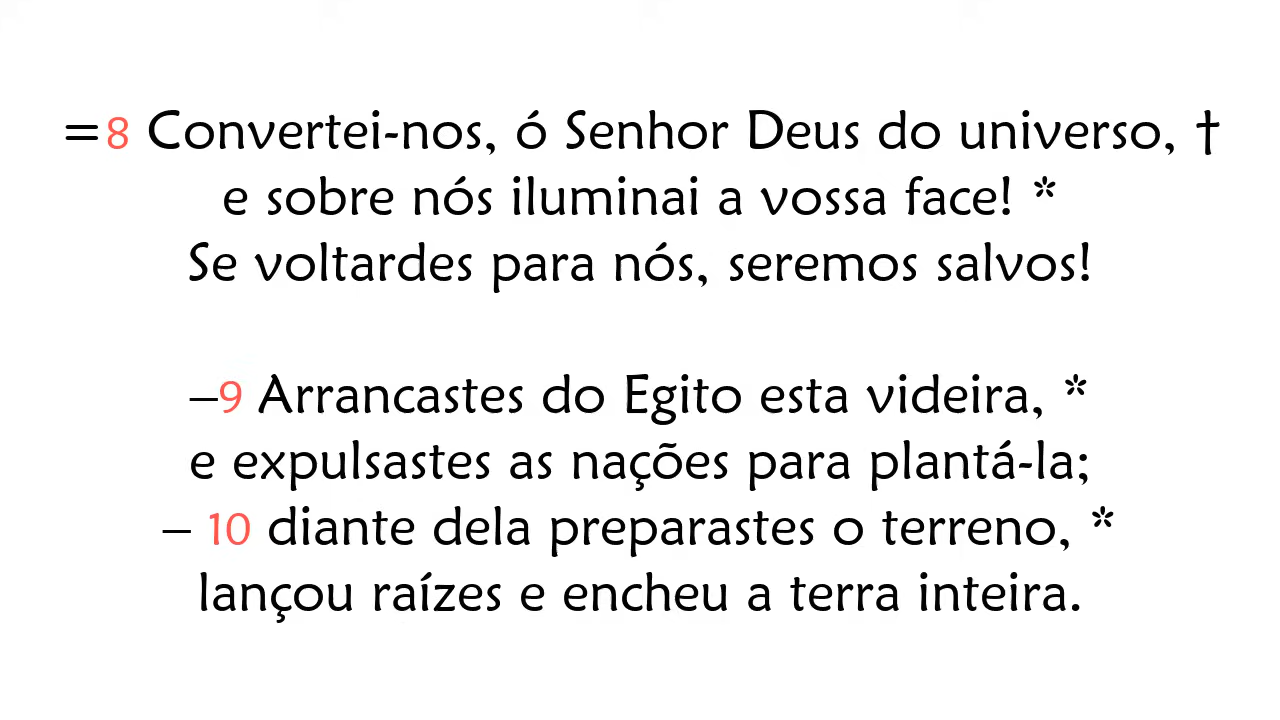 =8 Convertei-nos, ó Senhor Deus do universo, †
e sobre nós iluminai a vossa face! *
Se voltardes para nós, seremos salvos!
–9 Arrancastes do Egito esta videira, *
e expulsastes as nações para plantá-la;
– 10 diante dela preparastes o terreno, *
lançou raízes e encheu a terra inteira.